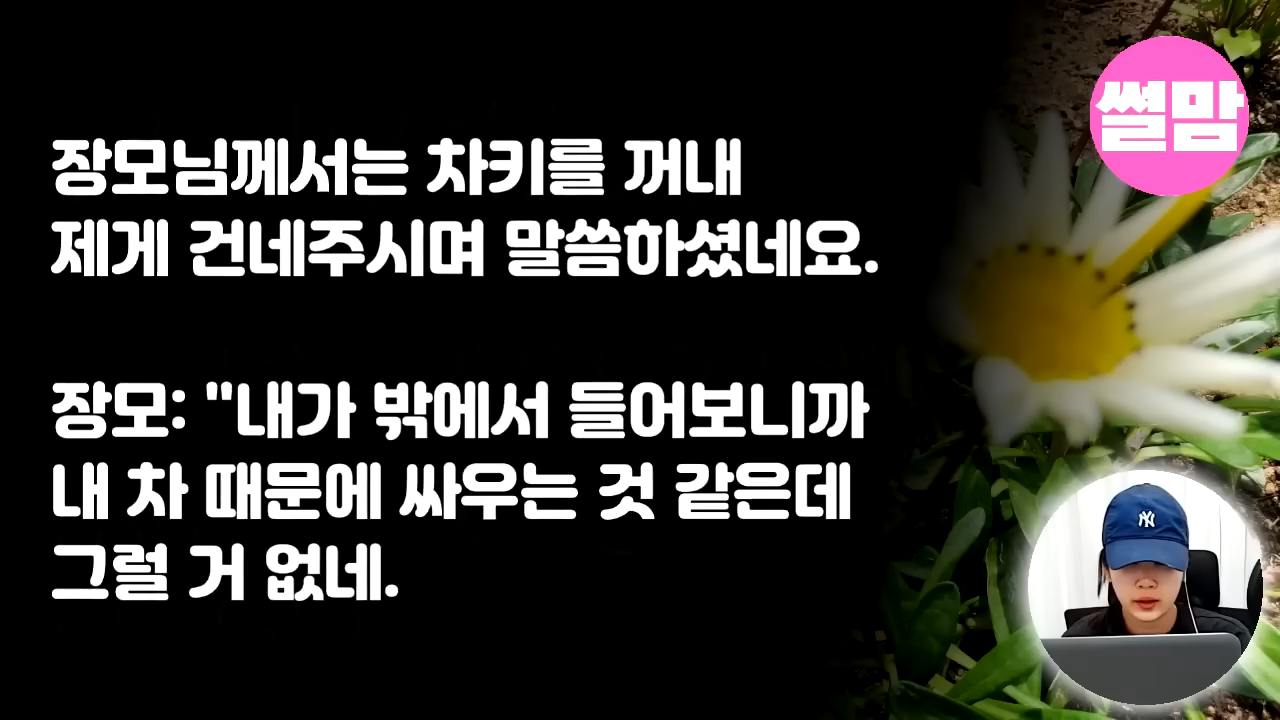 썰맘
장모님께서는 차키를 꺼내
제게 건네주시며 말씀하셨네요.
장모: "내가 밖에서 들어보니까
내 차 때문에 싸우는 것 같은데
그럴 거 없네.
NY